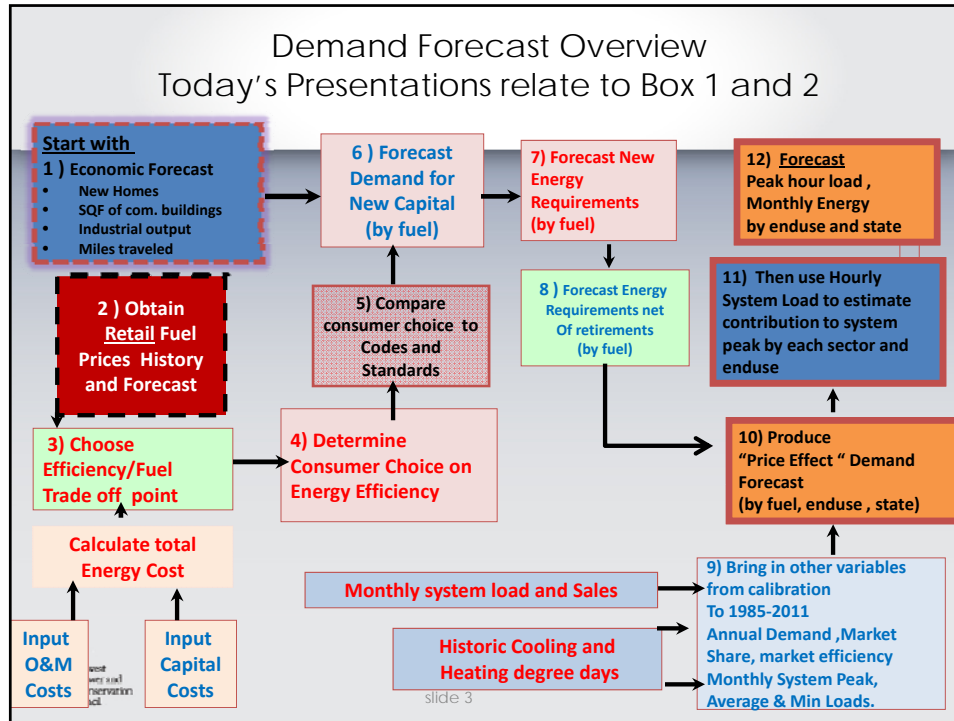 Demand Forecast Overview
Today's Presentations relate to Box 1 and 2
Start with
1 ) Economic Forecast
• New Homes
• SQF of com. buildings
• Industrial output
• Miles traveled
2 ) Obtain
Retail Fuel
Prices History
and Forecast
3) Choose
Efficiency/Fuel
Trade off point
Calculate total
Energy Cost
Input
O&M
Costs
Input
Capital
Costs
6 ) Forecast
Demand for
New Capital
(by fuel)
5) Compare
consumer choice to
Codes and
Standards
4) Determine
Consumer Choice on
Energy Efficiency
7) Forecast New
Energy
Requirements
(by fuel)
8 ) Forecast Energy
Requirements net
Of retirements
(by fuel)
Monthly system load and Sales
Historic Cooling and
Heating degree days
12) Forecast
Peak hour load ,
Monthly Energy
by enduse and state
11) Then use Hourly
System Load to estimate
contribution to system
peak by each sector and
enduse
10) Produce
"Price Effect " Demand
Forecast
(by fuel, enduse , state)
9) Bring in other variables
from calibration
To 1985-2011
Annual Demand ,Market
Share, market efficiency
Monthly System Peak,
Average & Min Loads.
west
wer and
nservation
ncil
slide 3